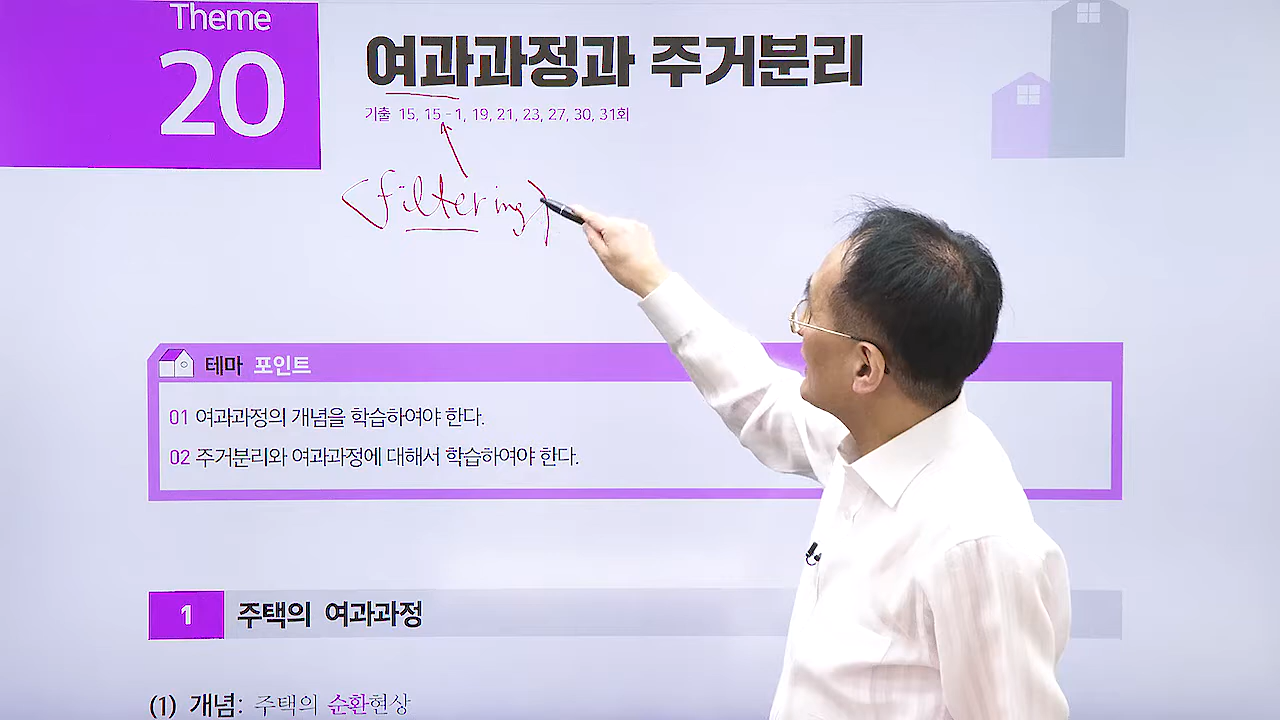 Theme
20
여과과정과 주거분리
기출 15, 15-1, 19, 21, 23, 27, 30, 31회
<filtering>
테마 포인트
01 여과과정의 개념을 학습하여야 한다.
02 주거분리와 여과과정에 대해서 학습하여야 한다.
1 주택의 여과과정
(1) 개념: 주택의 순환현상